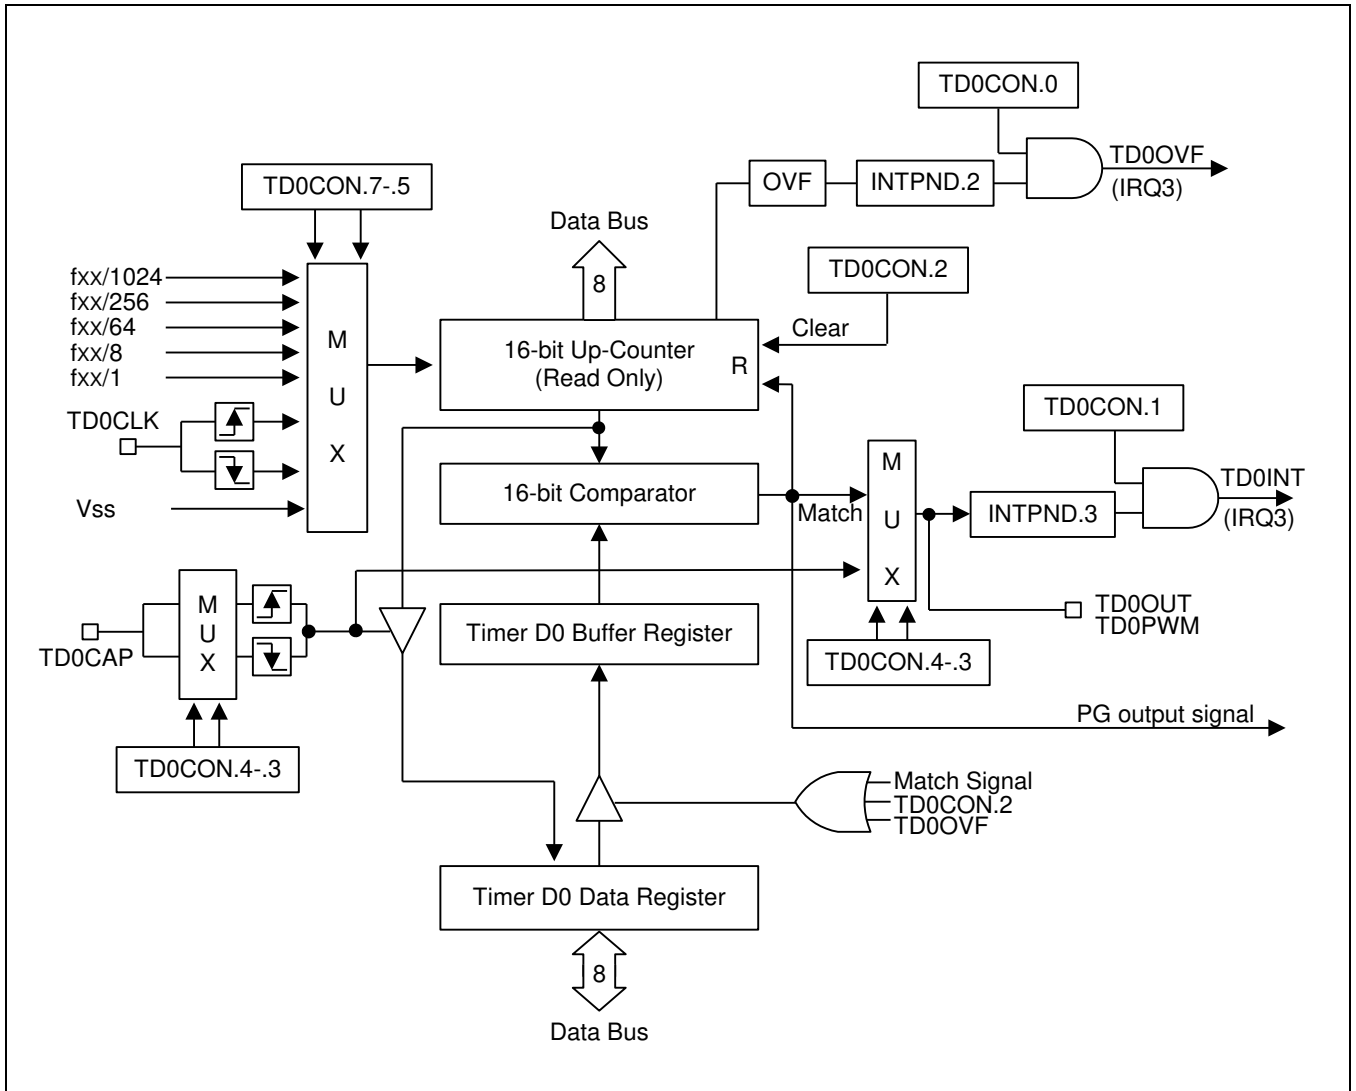 TD0CON.0
TD0OVF
(IRQ3)
OVF
INTPND.2
TD0CON.7-.5
Data Bus
8
TD0CON.2
Clear
fxx/1024
fxx/256
fxx/64
fxx/8
fxx/1
TD0CLK
Vss
M
U
X
16-bit Up-Counter
(Read Only)
R
TD0CON.1
16-bit Comparator
Match
M
U
X
INTPND.3
TD0INT
(IRQ3)
TD0OUT
TD0PWM
TD0CON.4-.3
TD0CAP
M
U
X
TD0CON.4-.3
Timer D0 Buffer Register
PG output signal
Match Signal
TD0CON.2
TD0OVF
Timer D0 Data Register
8
Data Bus